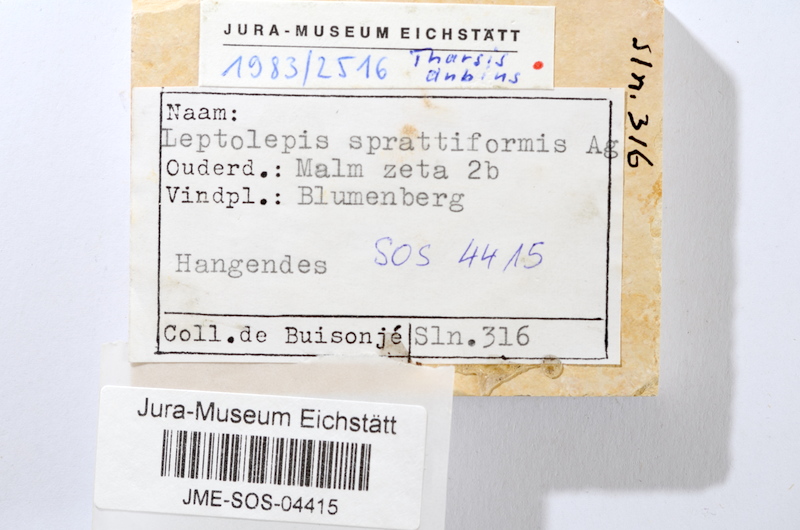 JURA-MUSEUM EICHSTÄTT
1983/2516 Tharsis
dubius
Naam:
Leptolepis sprattiformis Ag
Ouderd.: Malm zeta 2b
Vindpl.: Blumenberg
Hangendes SOS 4415
Coll.de Buisonjé Sln.316
sln. 316
Jura-Museum Eichstätt
JME-SOS-04415